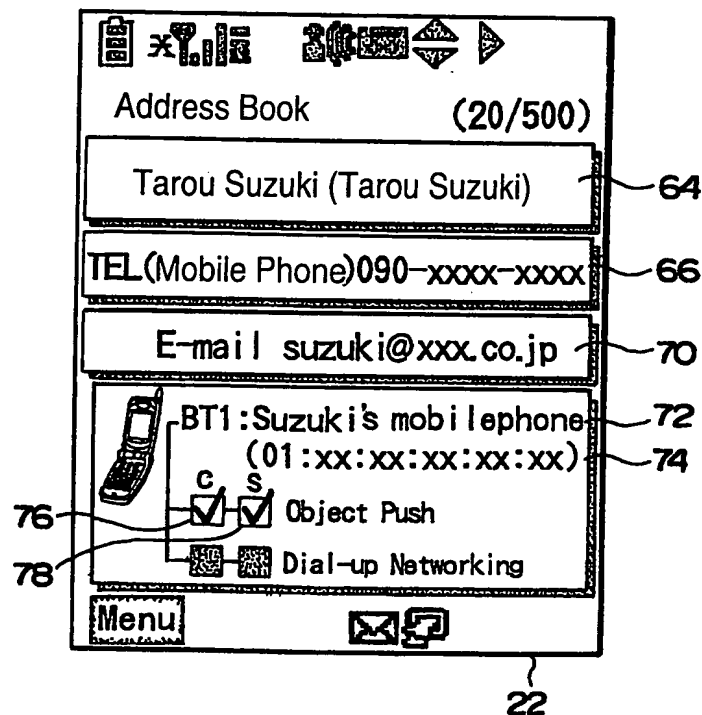 Address Book (20/500)
Tarou Suzuki (Tarou Suzuki) 64
TEL(Mobile Phone)090-xxxx-xxxx 66
E-mail suzuki@xxx.co.jp 70
BT1:Suzuki's mobilephone 72
(01:xx:xx:xx:xx:xx) 74
C S
76 Object Push
78 Dial-up Networking
Menu
22